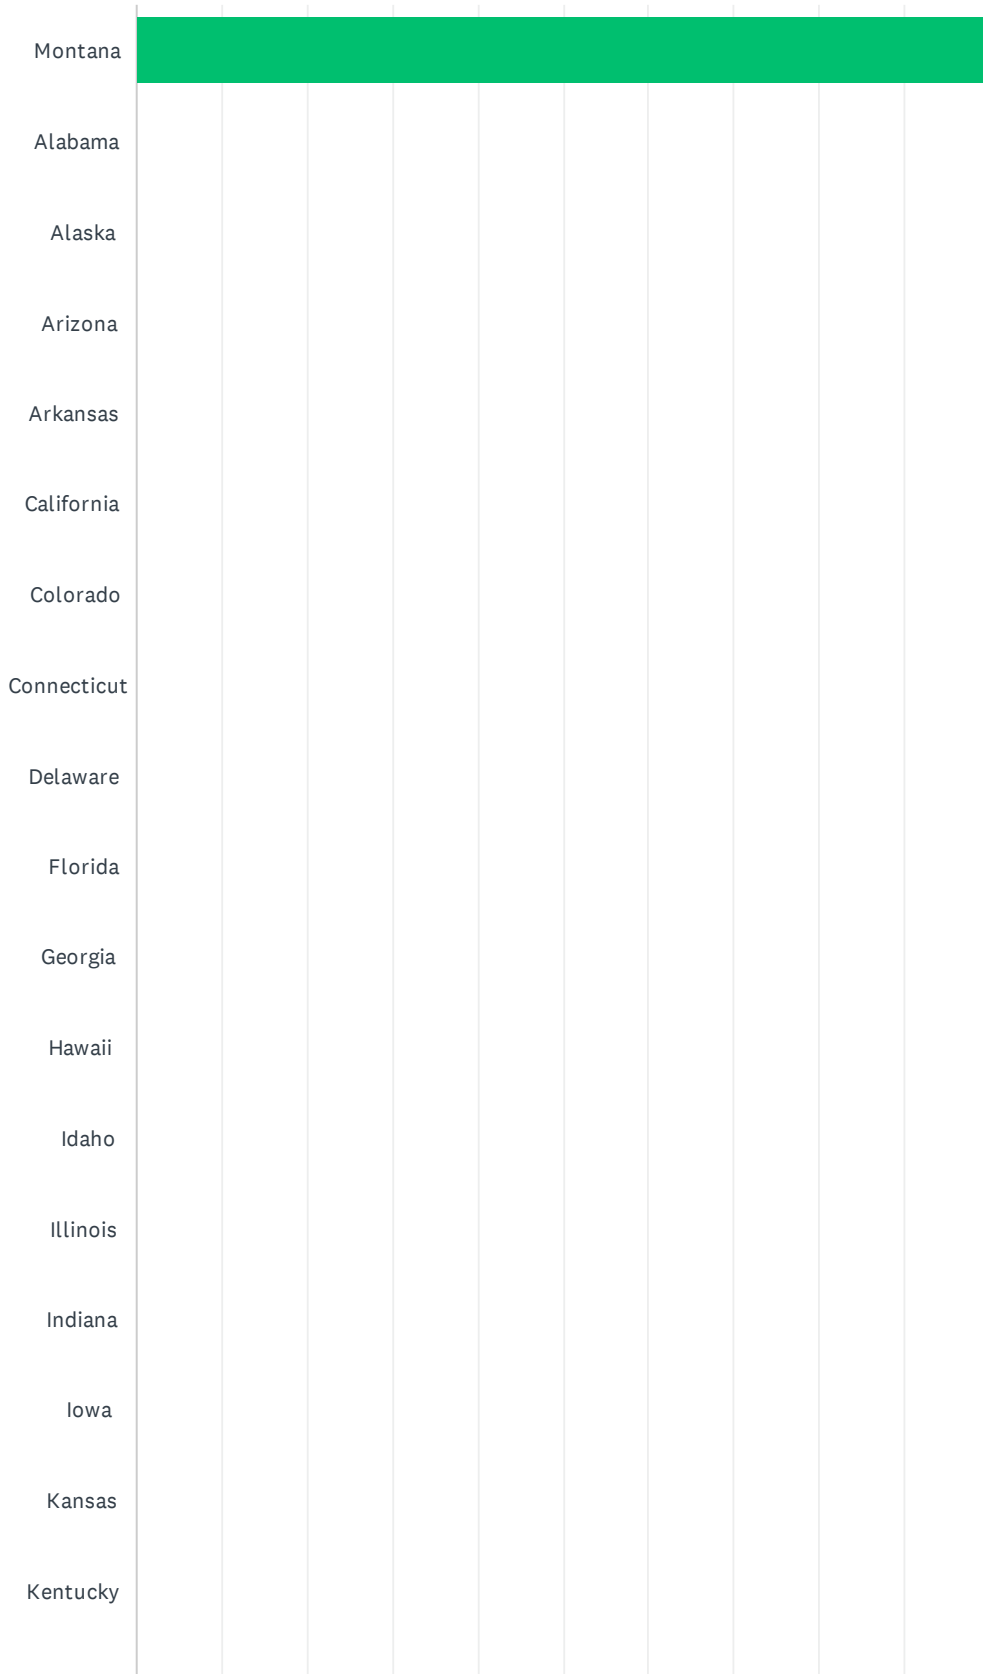 Montana
Alabama
Alaska
Arizona
Arkansas
California
Colorado
Connecticut
Delaware
Florida
Georgia
Hawaii
Idaho
Illinois
Indiana
Iowa
Kansas
Kentucky